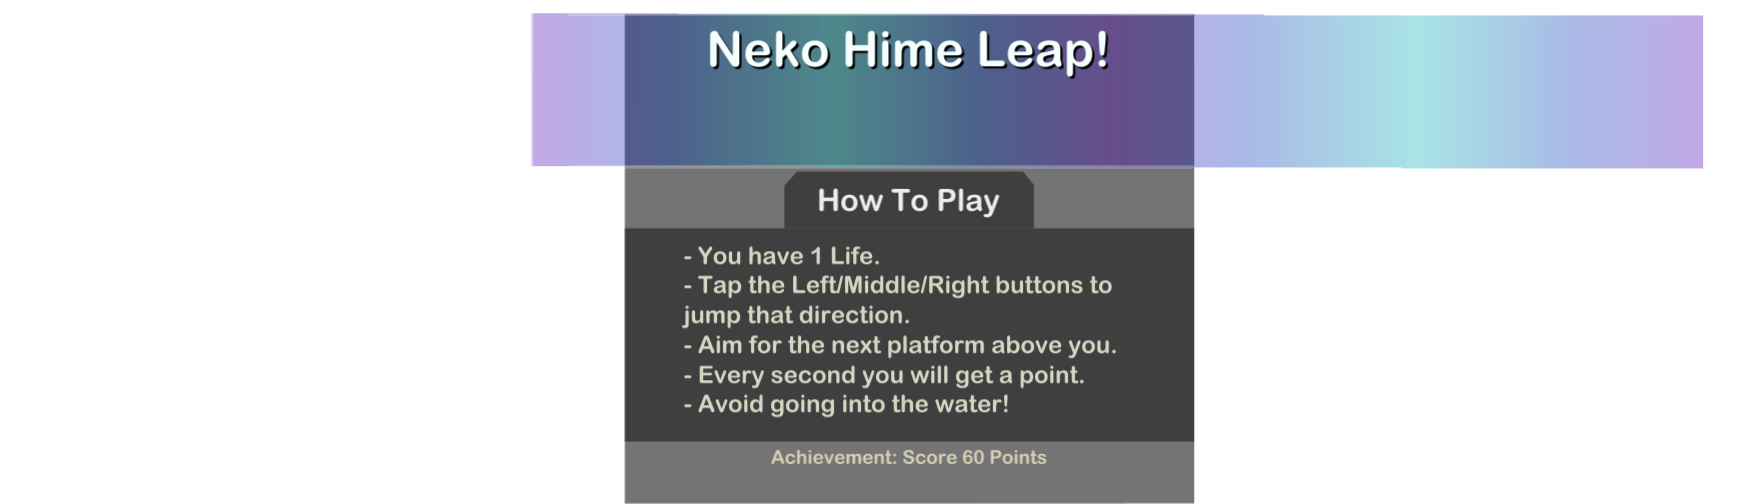 Neko Hime Leap!
How To Play
- You have 1 Life.
- Tap the Left/Middle/Right buttons to
jump that direction.
- Aim for the next platform above you.
- Every second you will get a point.
- Avoid going into the water!
Achievement: Score 60 Points